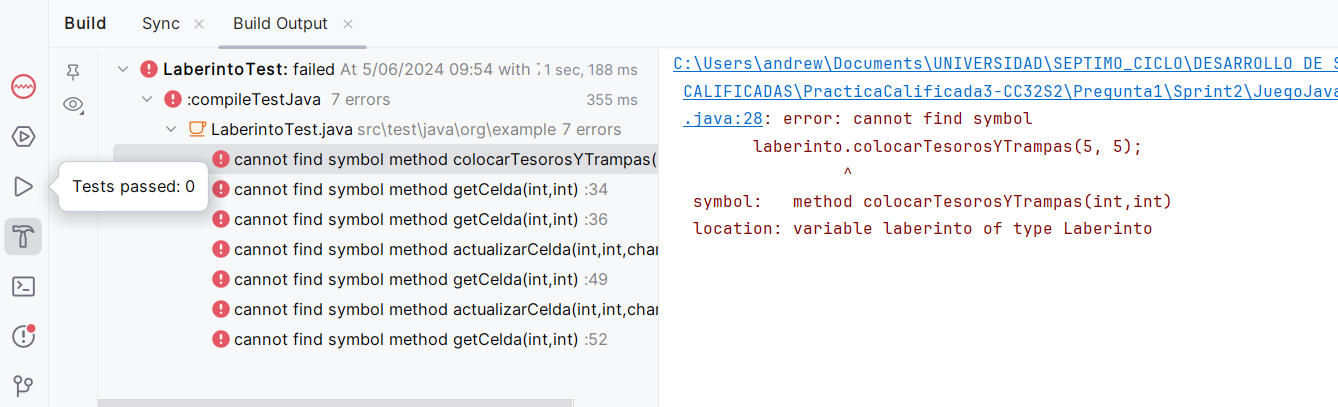 Build Sync Build Output
LaberintoTest: failed At 5/06/2024 09:54 with 1 sec, 188 ms
:compileTestJava 7 errors 355 ms
LaberintoTest.java src\test\java\org\example 7 errors
cannot find symbol method colocarTesorosYTrampas(
cannot find symbol method getCelda(int,int) :34
cannot find symbol method getCelda(int,int) :36
cannot find symbol method actualizarCelda(int,int,char
cannot find symbol method getCelda(int,int) :49
cannot find symbol method actualizarCelda(int,int,char
cannot find symbol method getCelda(int,int) :52
Tests passed: 0
C:\Users\andrew\Documents\UNIVERSIDAD\SEPTIMO_CICLO\DESARROLLO DE S
CALIFICADAS\PracticaCalificada3-CC32S2\Pregunta1\Sprint2\JuegoJava
.java:28: error: cannot find symbol
laberinto.colocarTesorosYTrampas(5, 5);
^
symbol: method colocarTesorosYTrampas(int,int)
location: variable laberinto of type Laberinto